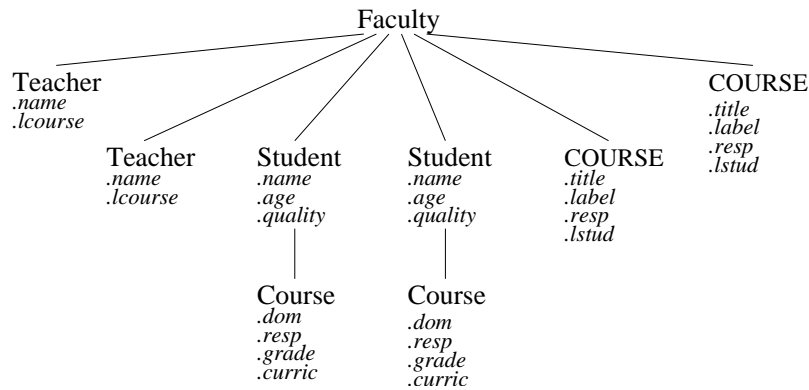 Faculty
Teacher
.name
.lcourse
COURSE
.title
.label
.resp
.lstud
Teacher
.name
.lcourse
Student
.name
.age
.quality
Student
.name
.age
.quality
COURSE
.title
.label
.resp
.lstud
Course
.dom
.resp
.grade
.curric
Course
.dom
.resp
.grade
.curric